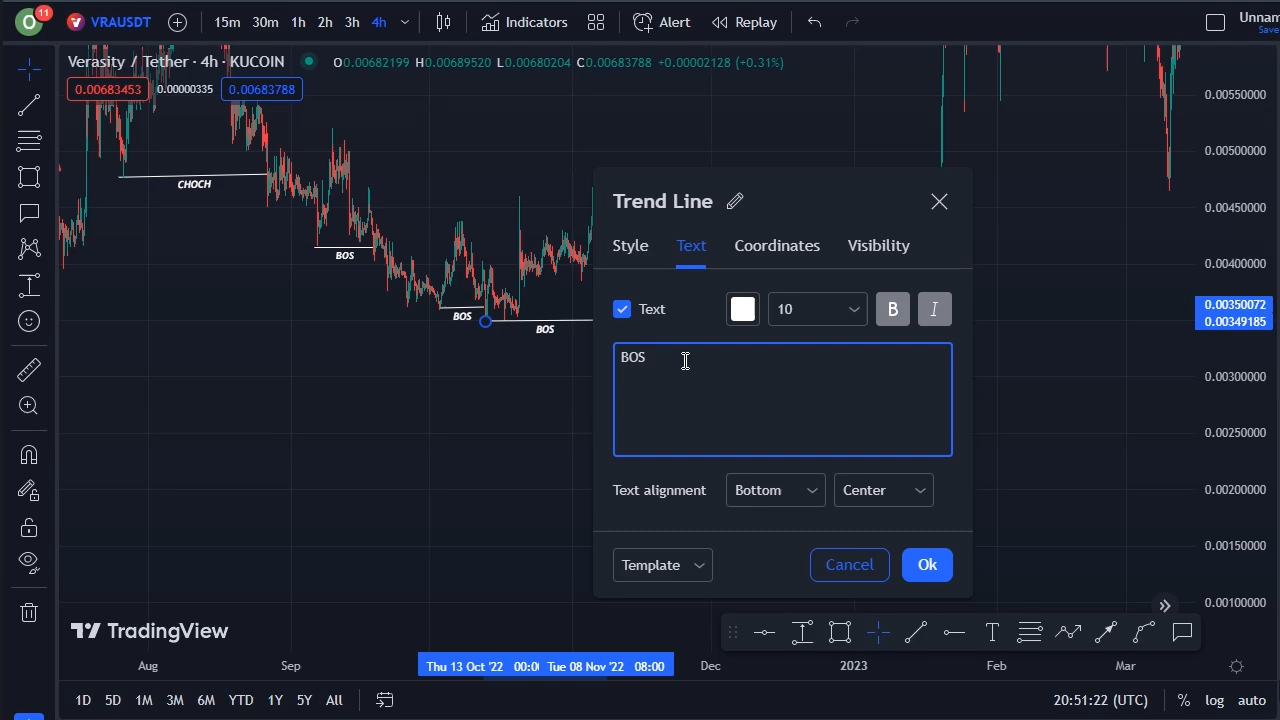 O 11 VRAUSDT 15m 30m 1h 2h 3h 4h Indicators Alert Replay Unnam
Save
Verasity / Tether · 4h · KUCOIN O0.00682199 H0.00689520 L0.00680204 C0.00683788 +0.00002128 (+0.31%)
0.00683453 0.00000335 0.00683788
0.00550000
0.00500000
0.00450000
0.00400000
0.00350072
0.00349185
0.00300000
0.00250000
0.00200000
0.00150000
0.00100000
CHOCH
BOS
BOS
BOS
Trend Line
Style Text Coordinates Visibility
Text 10 B I
BOS
Text alignment Bottom Center
Template Cancel Ok
TradingView
T
Aug Sep Thu 13 Oct '22 00:0 Tue 08 Nov '22 08:00 Dec 2023 Feb Mar
1D 5D 1M 3M 6M YTD 1Y 5Y All 20:51:22 (UTC) % log auto